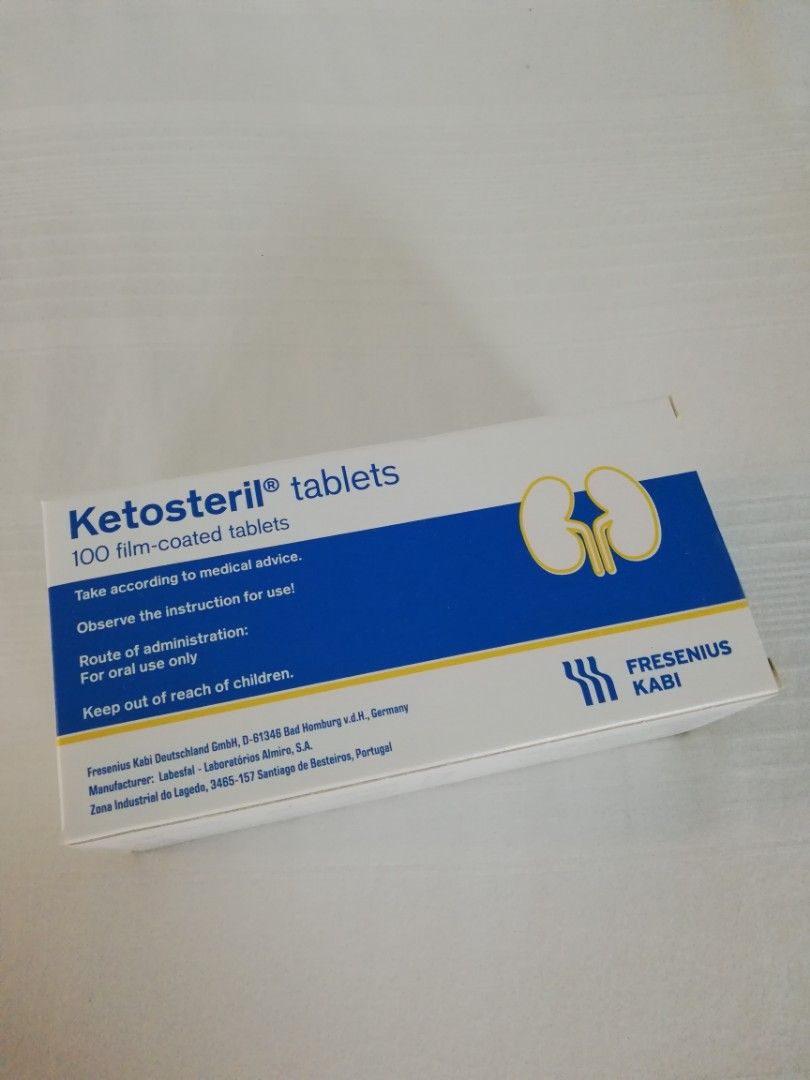 Ketosteril® tablets
100 film-coated tablets
Take according to medical advice.
Observe the instruction for use!
Route of administration:
For oral use only
Keep out of reach of children.
FRESENIUS
KABI
Fresenius Kabi Deutschland GmbH, D-61346 Bad Homburg v.d.H., Germany
Manufacturer: Labesfal - Laboratórios Almiro, S.A.
Zona Industrial do Lagedo, 3465-157 Santiago de Besteiros, Portugal